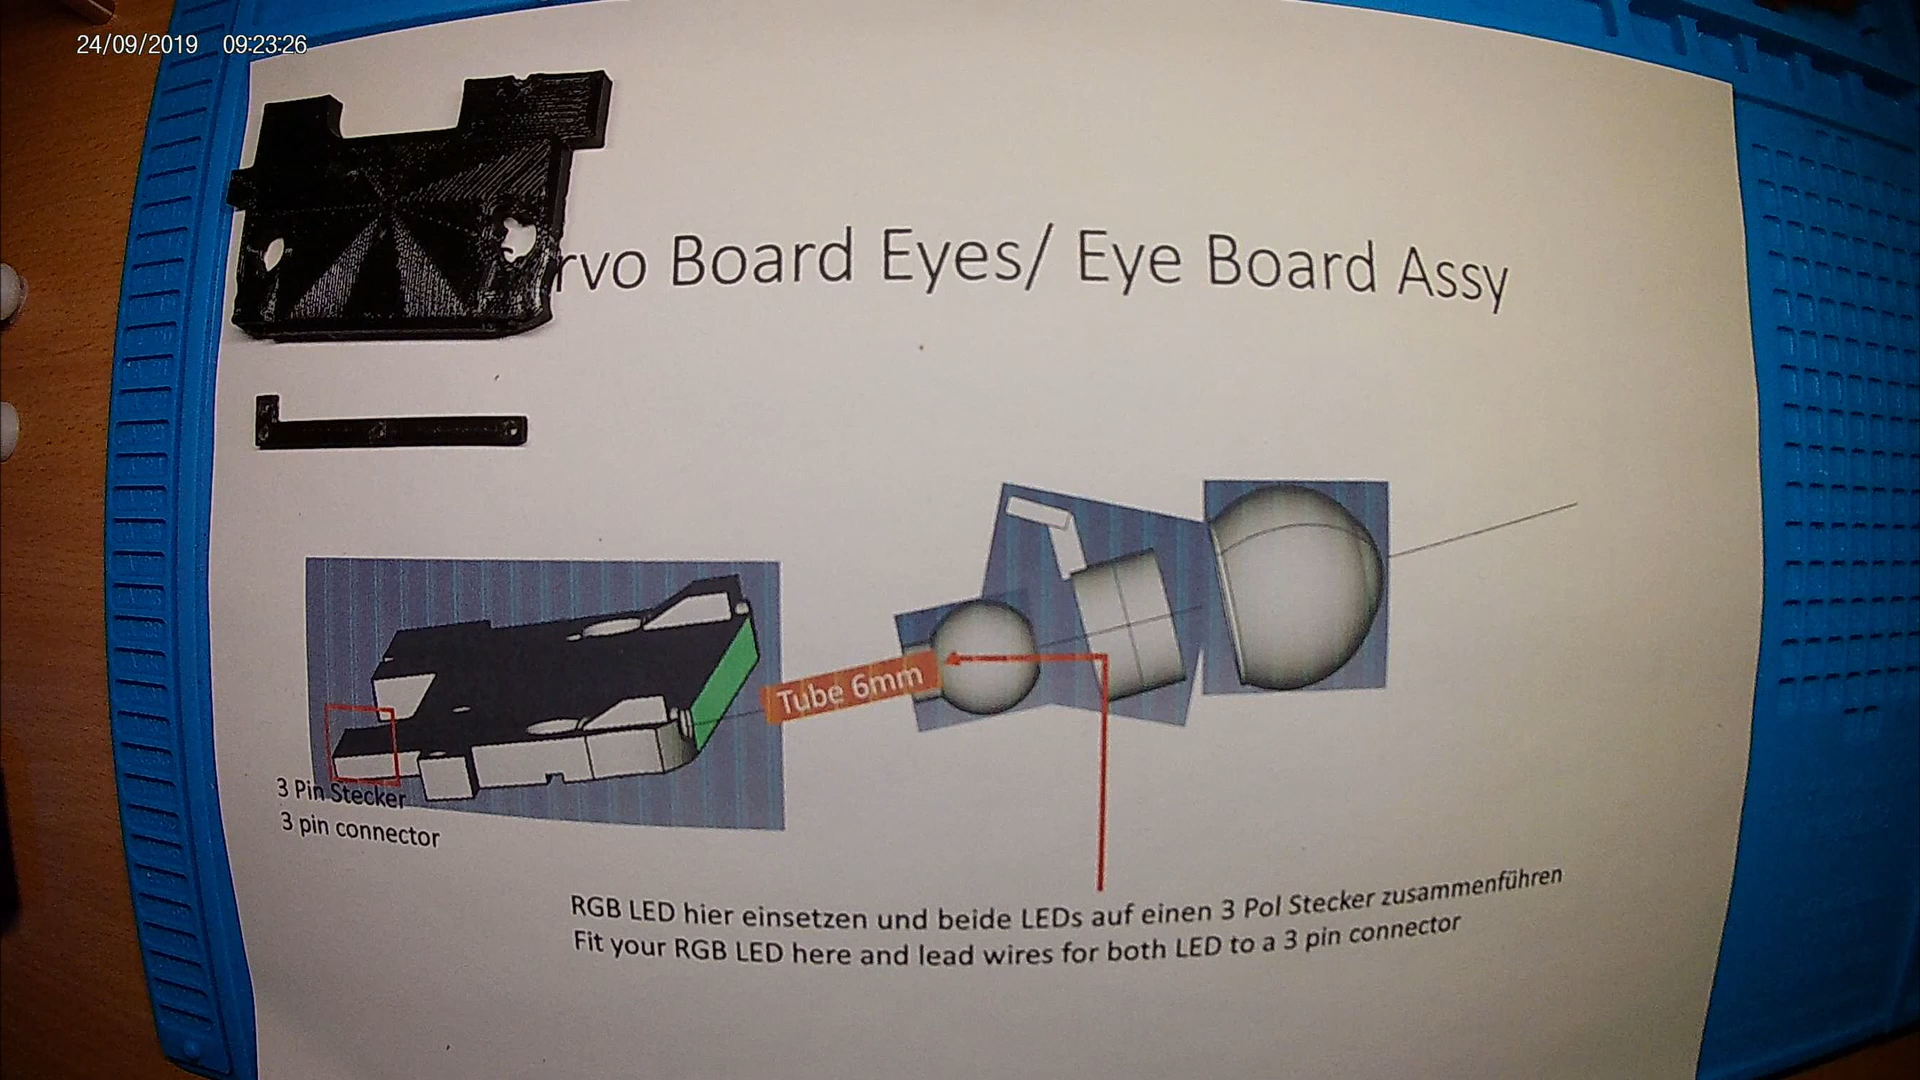 24/09/2019 09:23:26
rvo Board Eyes/ Eye Board Assy
Tube 6mm
3 Pin Stecker
3 pin connector
RGB LED hier einsetzen und beide LEDs auf einen 3 Pol Stecker zusammenführen
Fit your RGB LED here and lead wires for both LED to a 3 pin connector